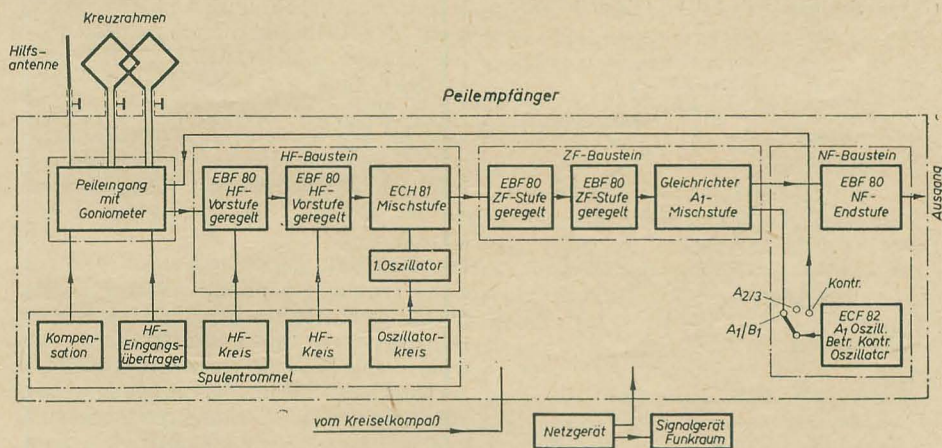 Kreuzrahmen
Hilfs-
antenne
Peilempfänger
HF-Baustein
ZF-Baustein
NF-Baustein
Peileingang
mit
Goniometer
EBF 80
HF-
Vorstufe
geregelt
EBF 80
HF-
Vorstufe
geregelt
ECH 81
Mischstufe
1.Oszillator
EBF 80
ZF-Stufe
geregelt
EBF 80
ZF-Stufe
geregelt
Gleichrichter
A1-
Mischstufe
EBF 80
NF-
Endstufe
Ausgang
A2/3
Kontr.
A1/B1
ECF 82
A1 Oszill.
Betr. Kontr.
Oszillator
Kompen-
sation
HF-
Eingangs-
übertrager
HF-
Kreis
HF-
Kreis
Oszillator-
kreis
Spulentrommel
vom Kreiselkompaß
Netzgerät
Signalgerät
Funkraum